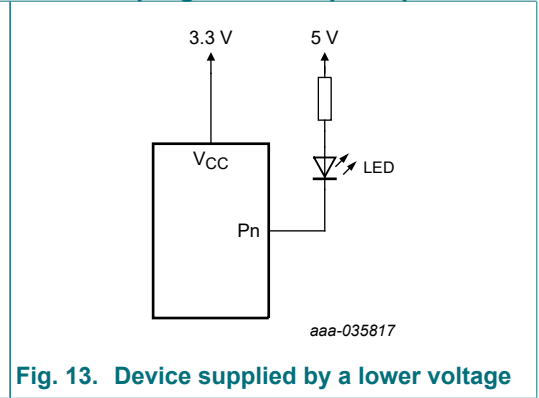 3.3 V
5 V
VCC
LED
Pn
aaa-035817
Fig. 13. Device supplied by a lower voltage